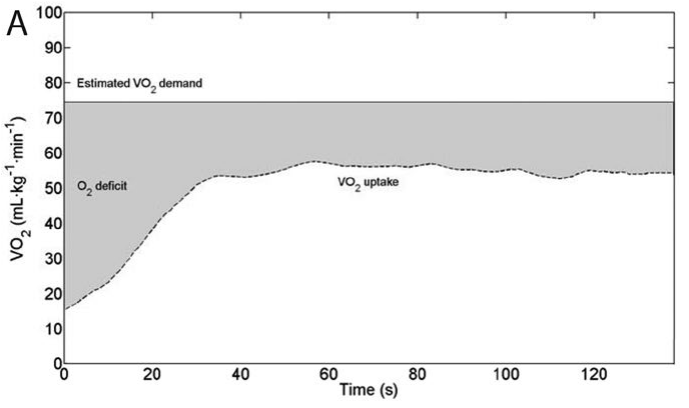 A
100
90
80
70
60
50
40
30
20
10
0
VO2 (mL·kg-1·min-1)
Estimated VO2 demand
O2 deficit
VO2 uptake
0 20 40 60 80 100 120
Time (s)